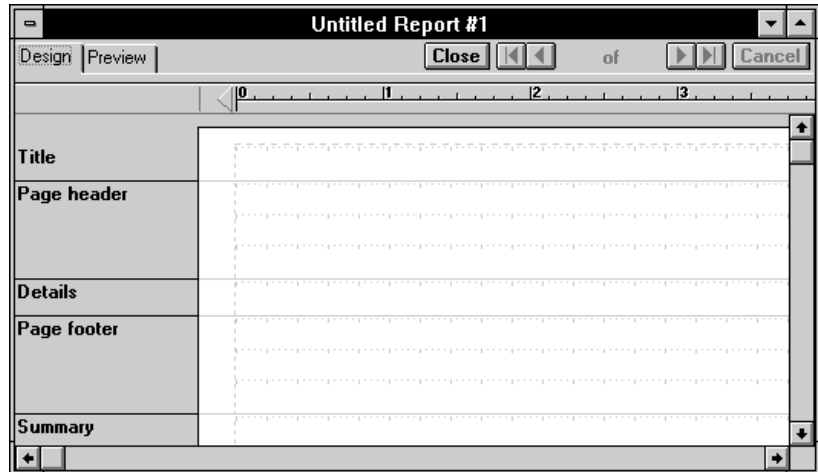 Untitled Report #1
Design Preview Close of Cancel
0 1 2 3
Title
Page header
Details
Page footer
Summary